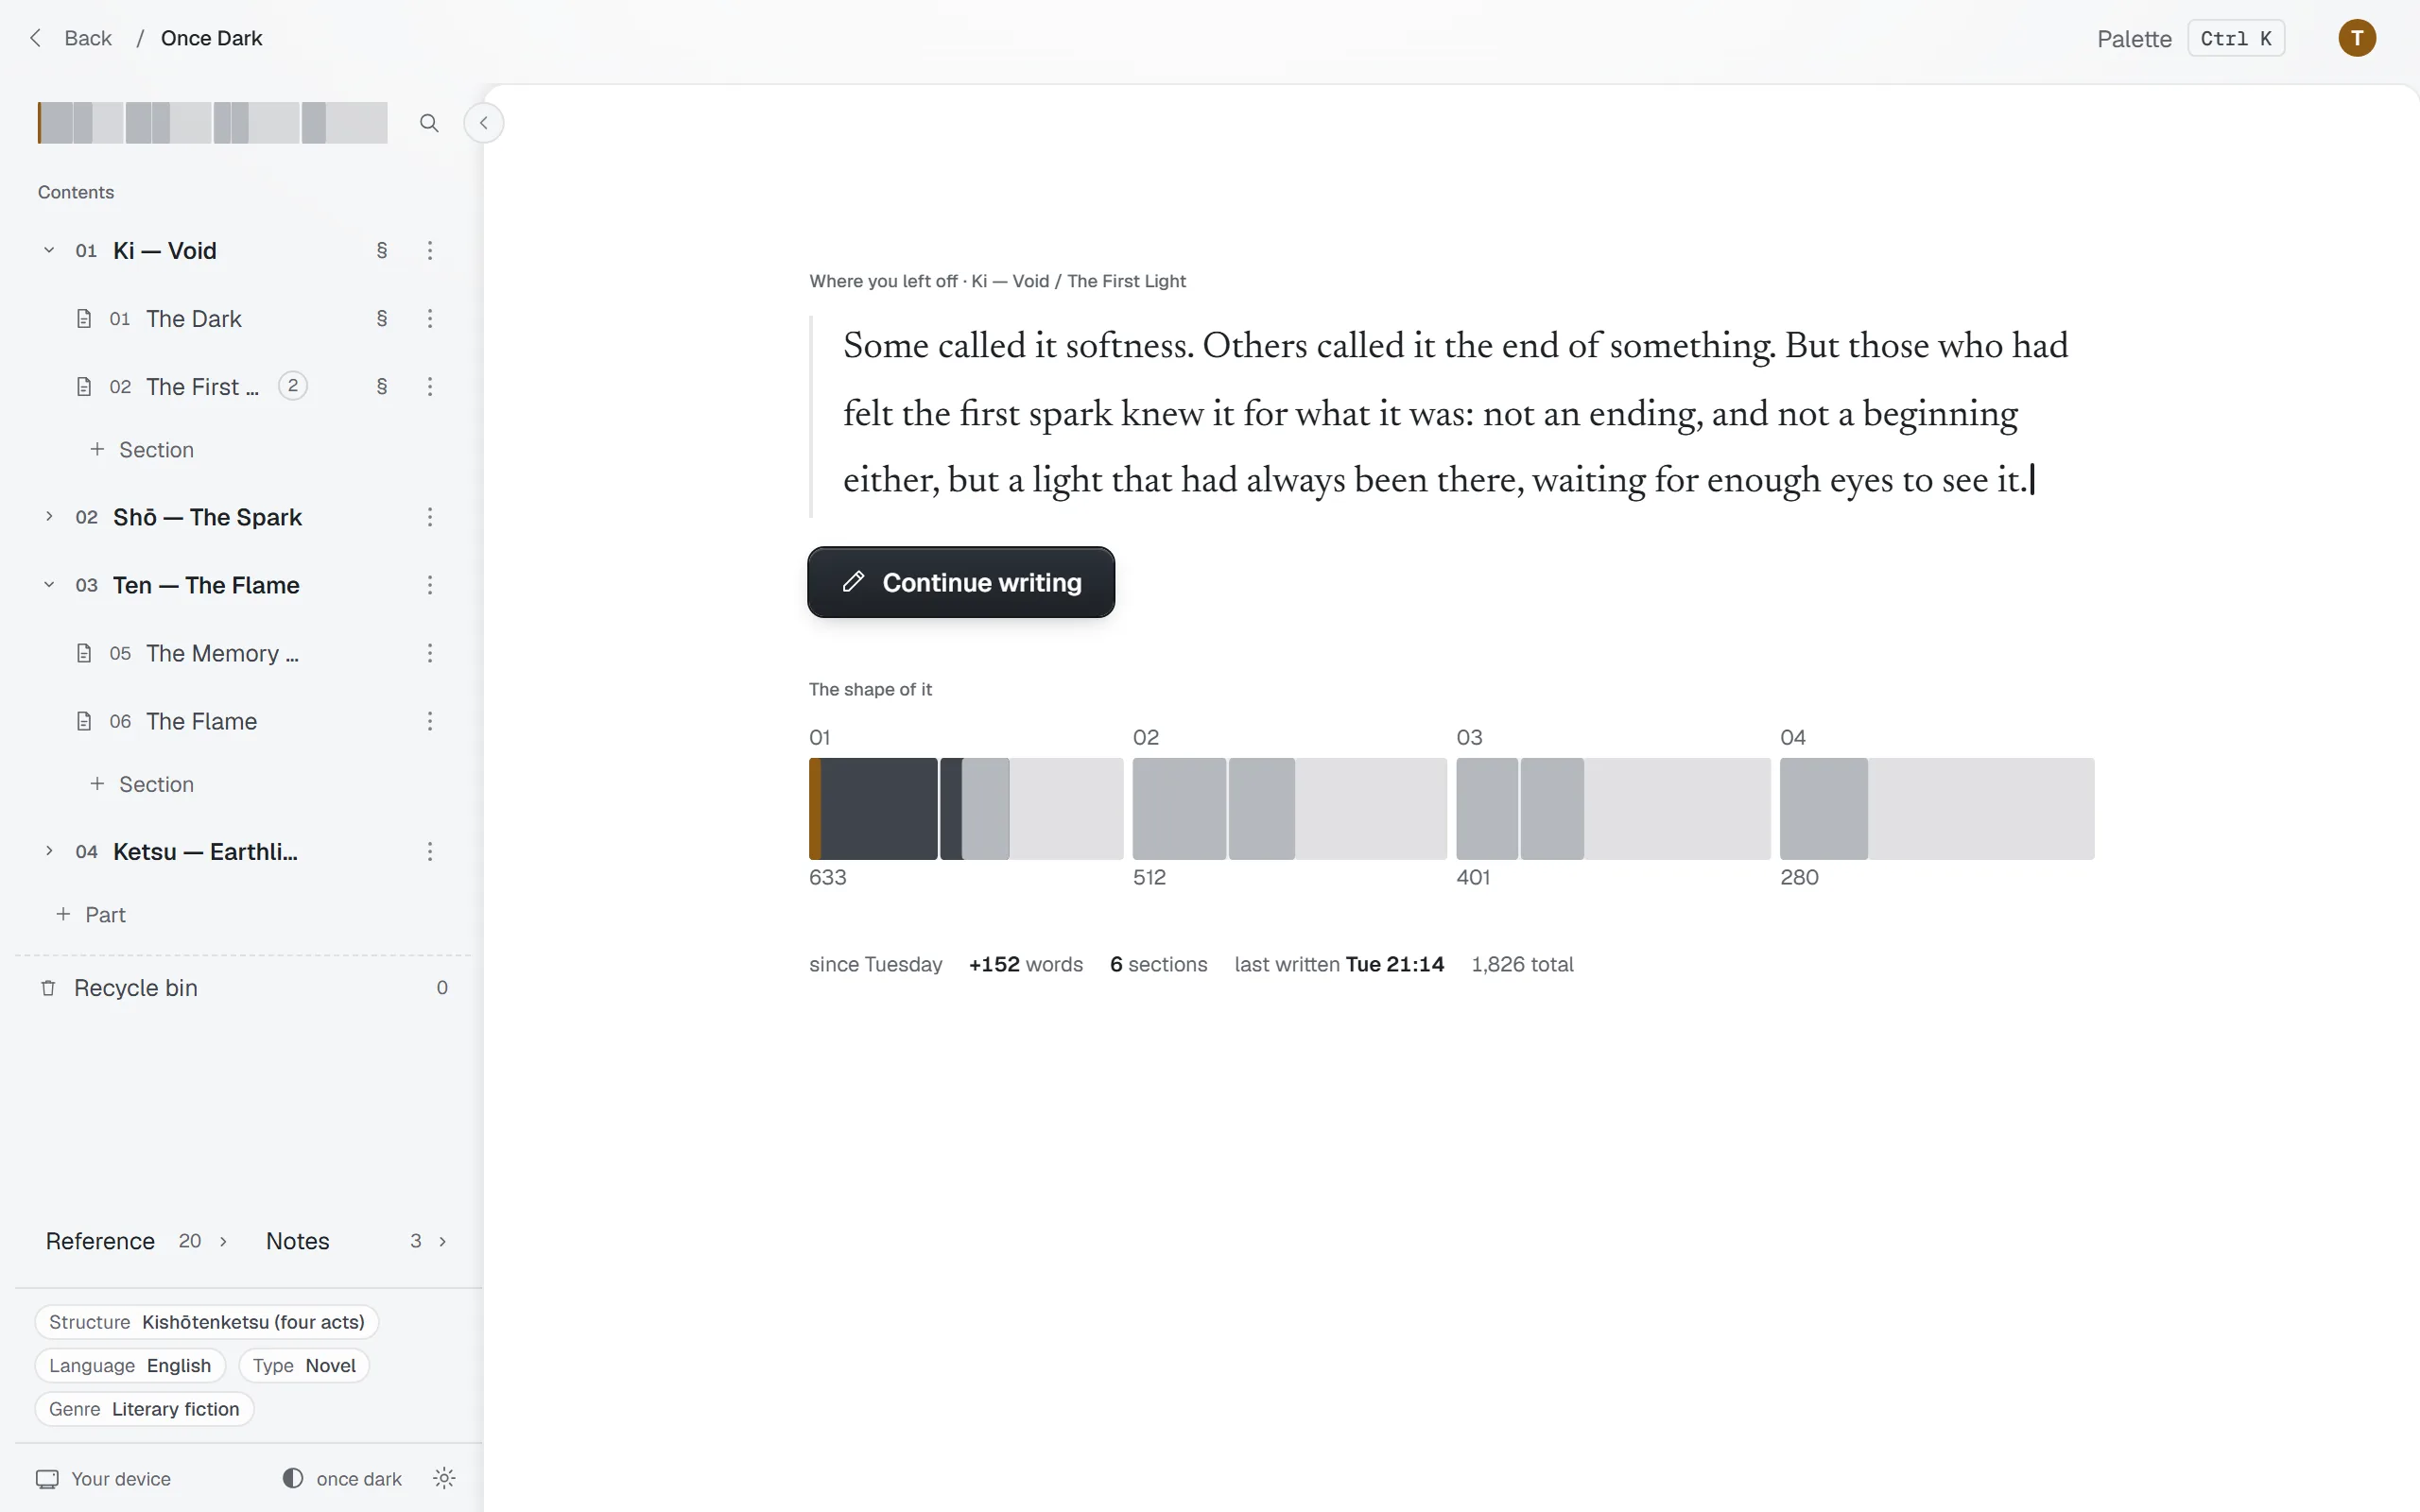 Back / Once Dark
Palette Ctrl K T
Contents
01 Ki — Void §
01 The Dark §
02 The First ... 2 §
+ Section
02 Shō — The Spark
03 Ten — The Flame
05 The Memory ...
06 The Flame
+ Section
04 Ketsu — Earthli...
+ Part
Recycle bin 0
Reference 20 Notes 3
Structure Kishōtenketsu (four acts)
Language English Type Novel
Genre Literary fiction
Your device once dark
Where you left off · Ki — Void / The First Light
Some called it softness. Others called it the end of something. But those who had
felt the first spark knew it for what it was: not an ending, and not a beginning
either, but a light that had always been there, waiting for enough eyes to see it.
Continue writing
The shape of it
01 02 03 04
633 512 401 280
since Tuesday +152 words 6 sections last written Tue 21:14 1,826 total